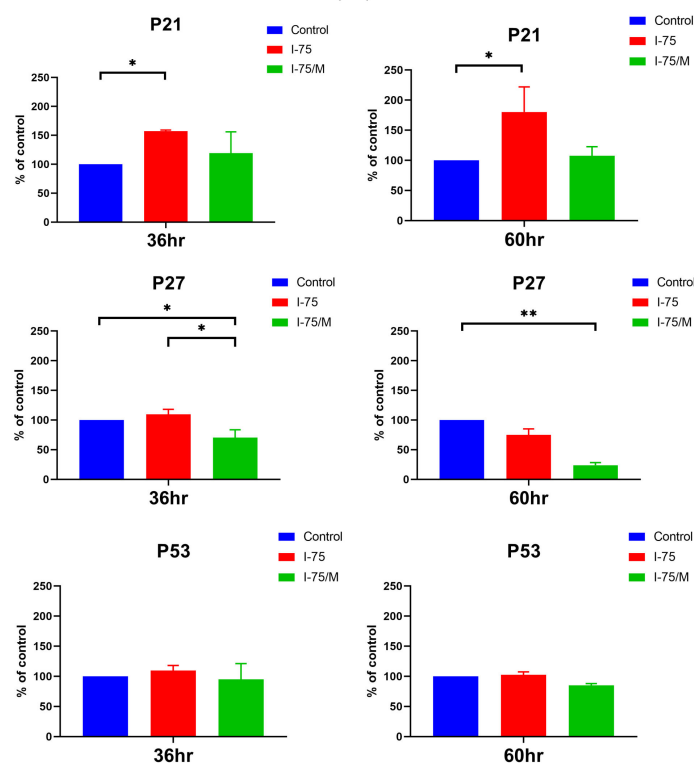 P21
Control
I-75
I-75/M
*
% of control
250
200
150
100
50
0
36hr
P21
Control
I-75
I-75/M
*
% of control
250
200
150
100
50
0
60hr
P27
Control
I-75
I-75/M
*
*
% of control
250
200
150
100
50
0
36hr
P27
Control
I-75
I-75/M
**
% of control
250
200
150
100
50
0
60hr
P53
Control
I-75
I-75/M
% of control
250
200
150
100
50
0
36hr
P53
Control
I-75
I-75/M
% of control
250
200
150
100
50
0
60hr